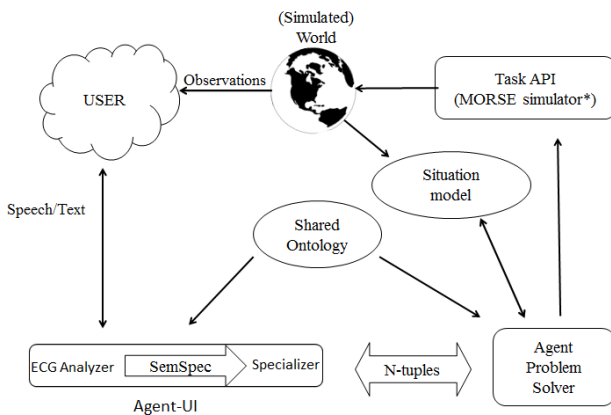 (Simulated)
World
Observations
USER
Task API
(MORSE simulator*)
Situation
model
Speech/Text
Shared
Ontology
ECG Analyzer
SemSpec
Specializer
N-tuples
Agent
Problem
Solver
Agent-UI